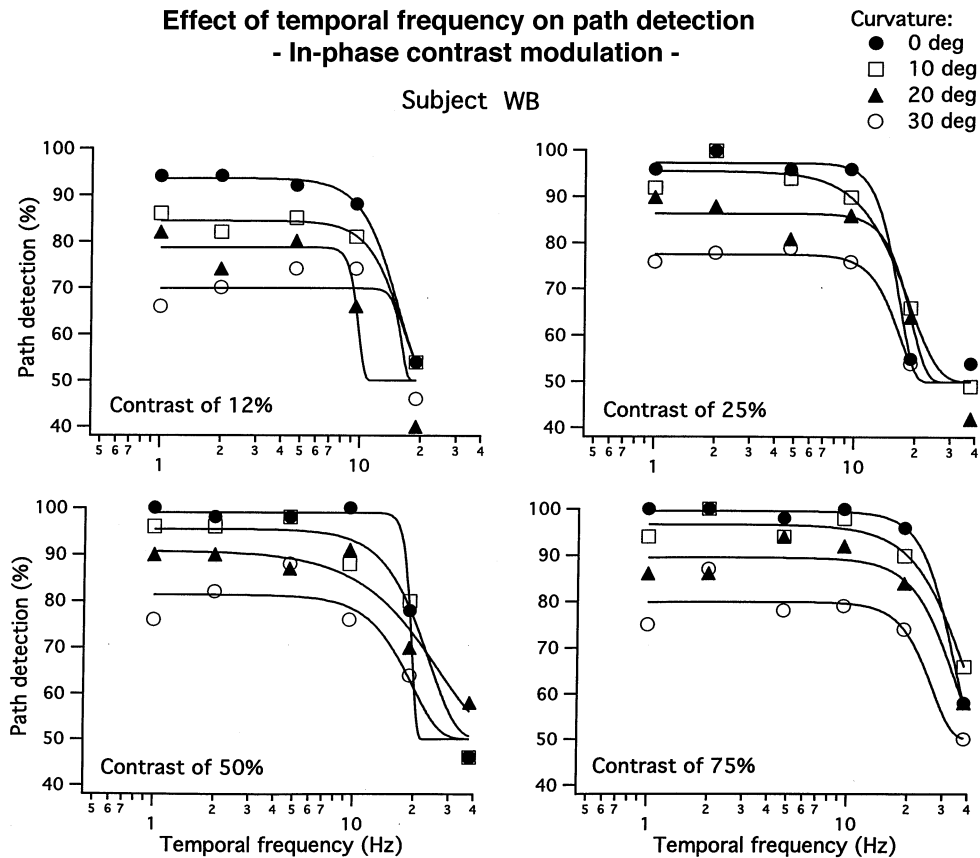 Effect of temporal frequency on path detection
- In-phase contrast modulation -
Subject WB
Curvature:
0 deg
10 deg
20 deg
30 deg
Path detection (%)
100
90
80
70
60
50
40
Contrast of 12%
5 6 7 2 3 4 5 6 7 2 3 4
1 10
100
90
80
70
60
50
40
Contrast of 25%
5 6 7 2 3 4 5 6 7 2 3 4
1 10
Path detection (%)
100
90
80
70
60
50
40
Contrast of 50%
5 6 7 2 3 4 5 6 7 2 3 4
1 10
Temporal frequency (Hz)
100
90
80
70
60
50
40
Contrast of 75%
5 6 7 2 3 4 5 6 7 2 3 4
1 10
Temporal frequency (Hz)